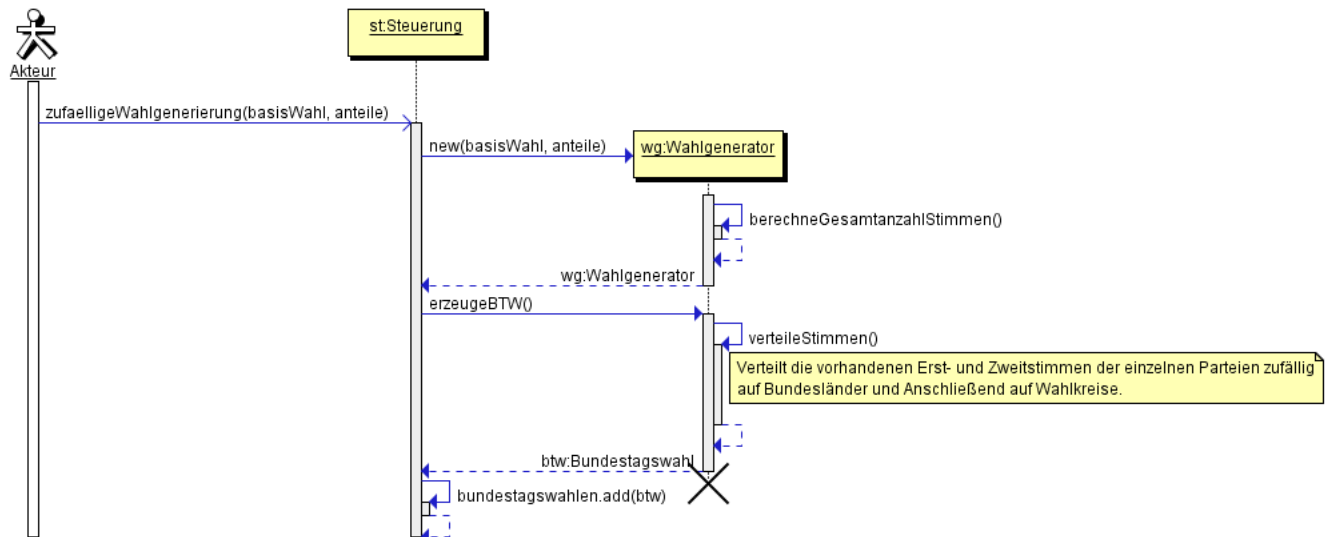 st:Steuerung
Akteur
zufaelligeWahlgenerierung(basisWahl, anteile)
new(basisWahl, anteile)
wg:Wahlgenerator
berechneGesamtanzahlStimmen()
wg:Wahlgenerator
erzeugeBTW()
verteileStimmen()
Verteilt die vorhandenen Erst- und Zweitstimmen der einzelnen Parteien zufällig
auf Bundesländer und Anschließend auf Wahlkreise.
btw:Bundestagswahl
bundestagswahlen.add(btw)